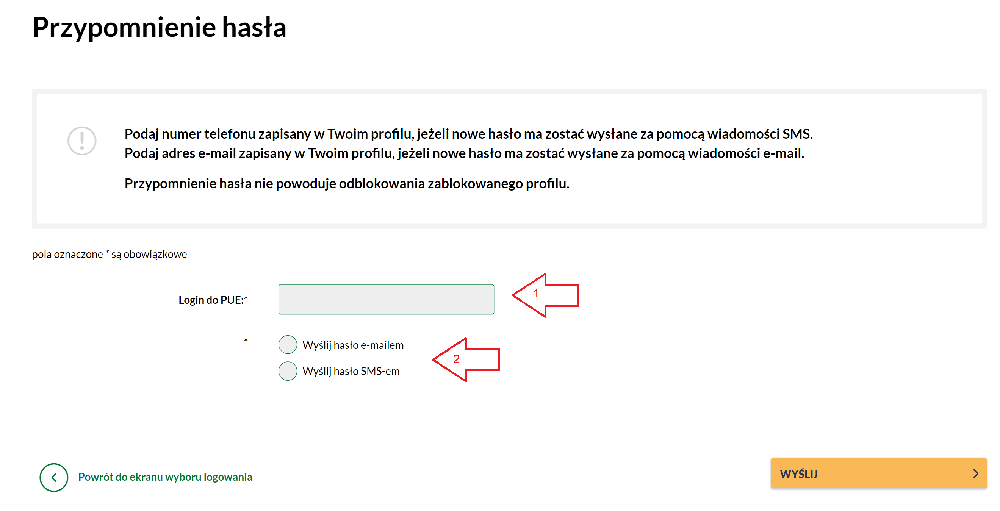 Przypomnienie hasła
Podaj numer telefonu zapisany w Twoim profilu, jeżeli nowe hasło ma zostać wysłane za pomocą wiadomości SMS.
Podaj adres e-mail zapisany w Twoim profilu, jeżeli nowe hasło ma zostać wysłane za pomocą wiadomości e-mail.
Przypomnienie hasła nie powoduje odblokowania zablokowanego profilu.
pola oznaczone * są obowiązkowe
Login do PUE:*
1
* Wyślij hasło e-mailem
2
Wyślij hasło SMS-em
Powrót do ekranu wyboru logowania
WYŚLIJ